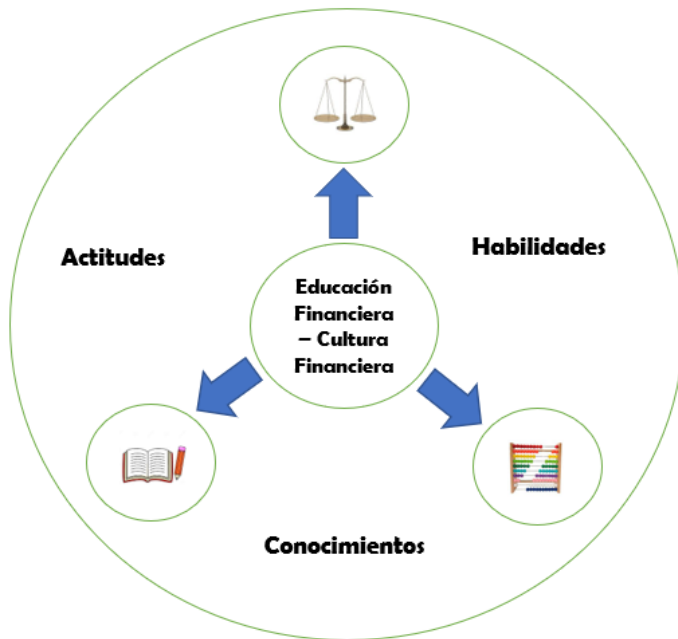 Habilidades
Actitudes
Educación
Financiera
– Cultura
Financiera
Conocimientos